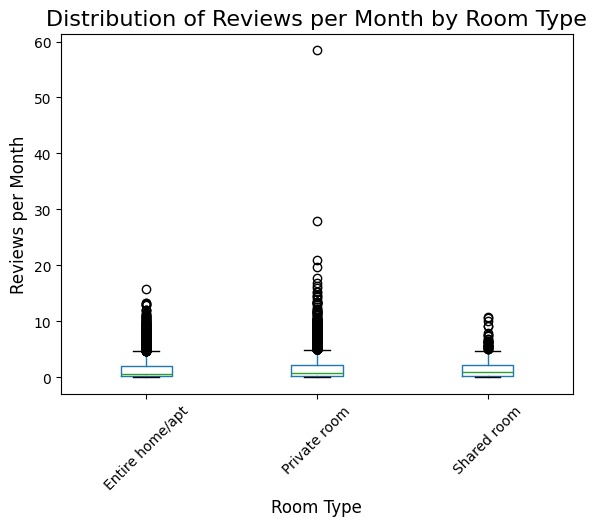 Distribution of Reviews per Month by Room Type
60
50
40
30
20
10
0
Reviews per Month
Entire home/apt
Private room
Shared room
Room Type